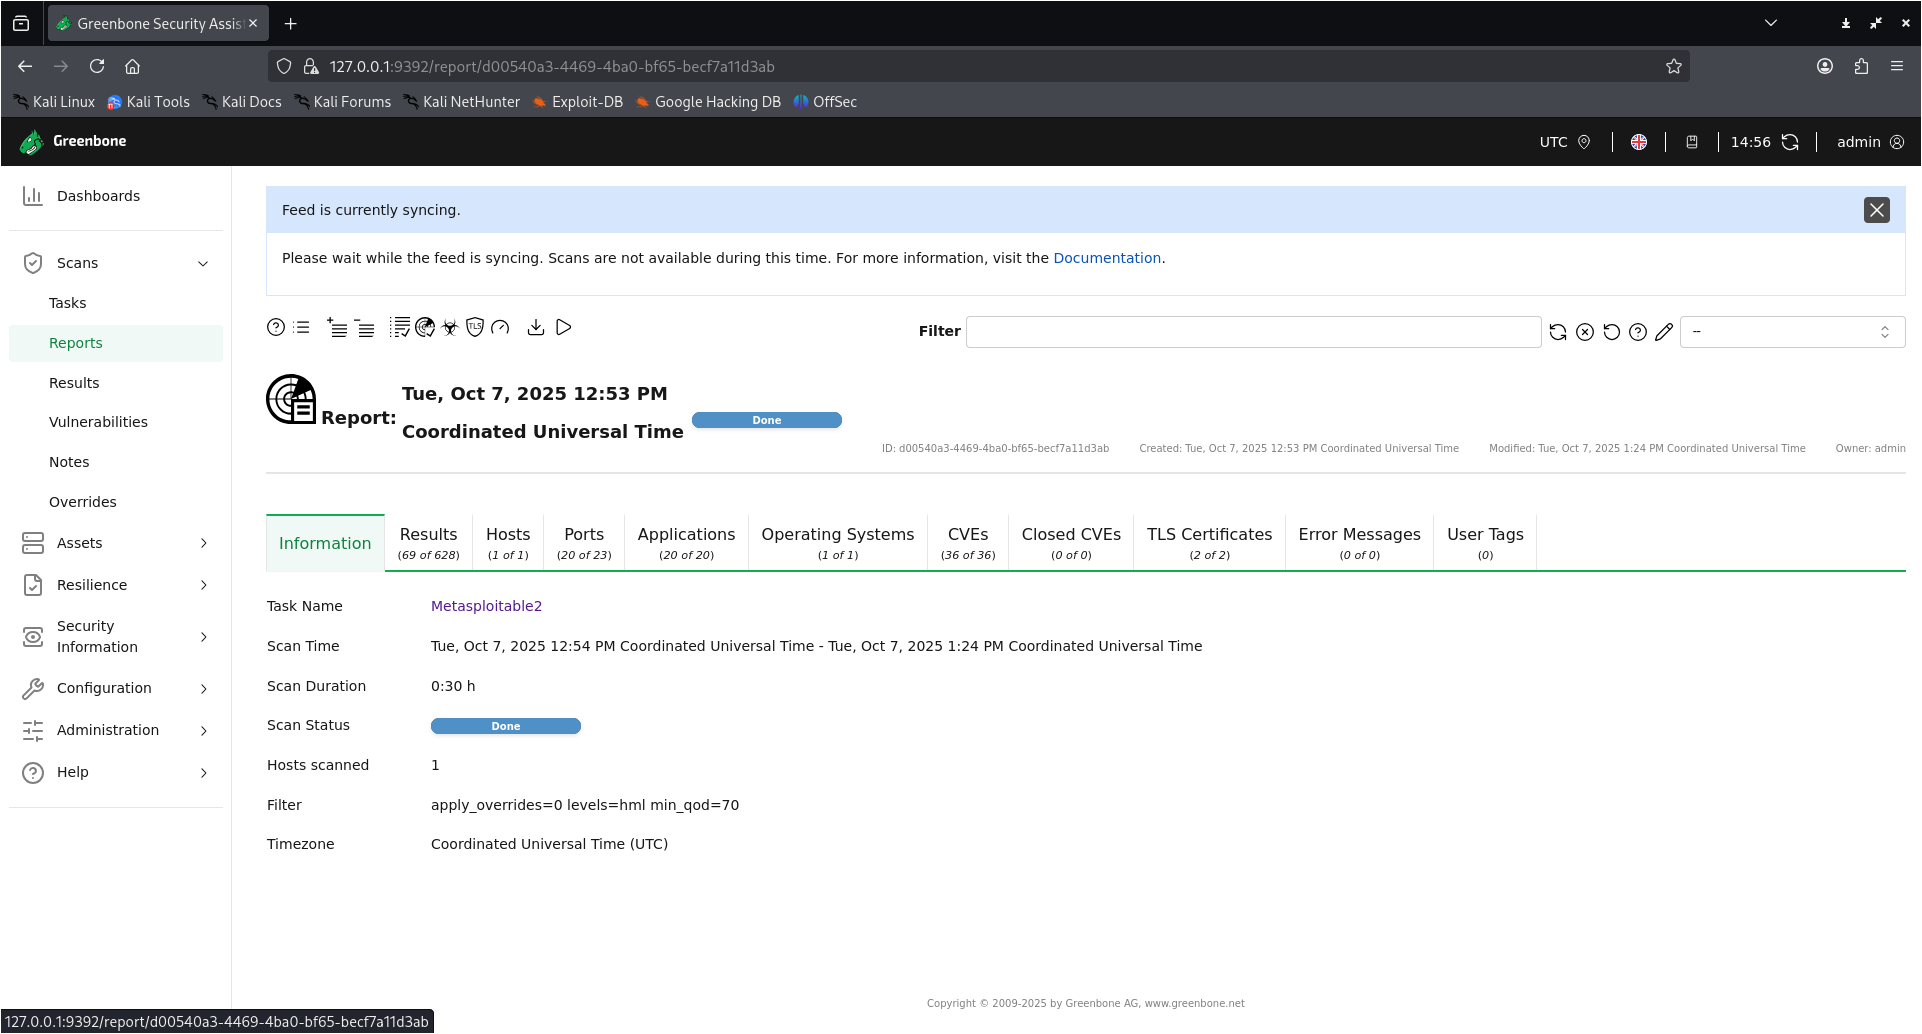 Greenbone Security Assis
127.0.0.1:9392/report/d00540a3-4469-4ba0-bf65-becf7a11d3ab
Kali Linux Kali Tools Kali Docs Kali Forums Kali NetHunter Exploit-DB Google Hacking DB OffSec
Greenbone UTC 14:56 admin
Dashboards
Scans
Tasks
Reports
Results
Vulnerabilities
Notes
Overrides
Assets
Resilience
Security
Information
Configuration
Administration
Help
Feed is currently syncing.
Please wait while the feed is syncing. Scans are not available during this time. For more information, visit the Documentation.
TLS
Filter --
Report: Tue, Oct 7, 2025 12:53 PM
Coordinated Universal Time Done
ID: d00540a3-4469-4ba0-bf65-becf7a11d3ab Created: Tue, Oct 7, 2025 12:53 PM Coordinated Universal Time Modified: Tue, Oct 7, 2025 1:24 PM Coordinated Universal Time Owner: admin
Information Results Hosts Ports Applications Operating Systems CVEs Closed CVEs TLS Certificates Error Messages User Tags
(69 of 628) (1 of 1) (20 of 23) (20 of 20) (1 of 1) (36 of 36) (0 of 0) (2 of 2) (0 of 0) (0)
Task Name Metasploitable2
Scan Time Tue, Oct 7, 2025 12:54 PM Coordinated Universal Time - Tue, Oct 7, 2025 1:24 PM Coordinated Universal Time
Scan Duration 0:30 h
Scan Status Done
Hosts scanned 1
Filter apply_overrides=0 levels=hml min_qod=70
Timezone Coordinated Universal Time (UTC)
Copyright © 2009-2025 by Greenbone AG, www.greenbone.net
127.0.0.1:9392/report/d00540a3-4469-4ba0-bf65-becf7a11d3ab